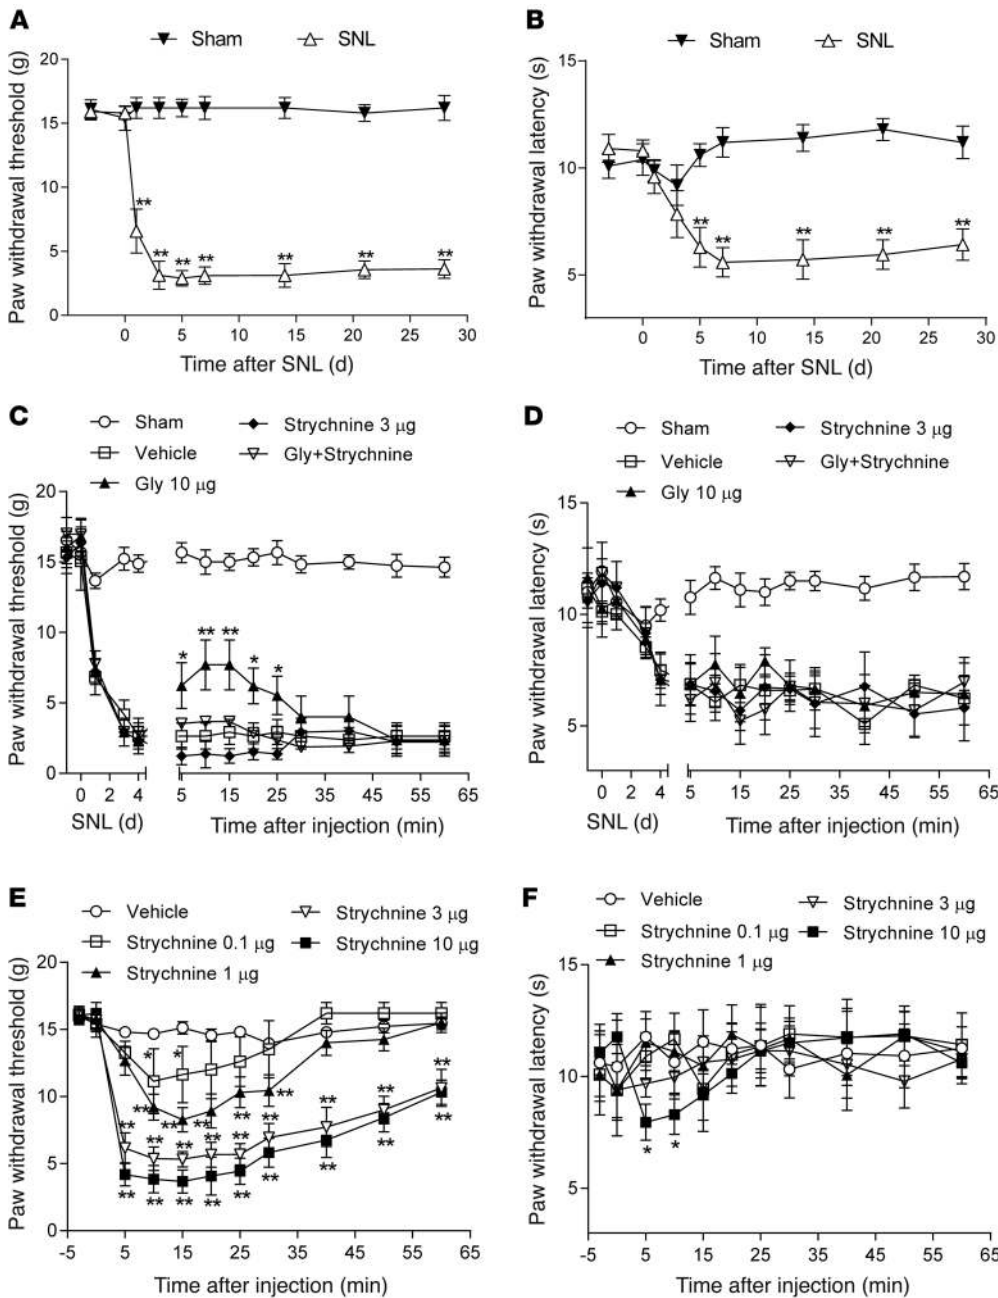 A
Sham SNL
Paw withdrawal threshold (g)
20
15
10
5
0
0 5 10 15 20 25 30
Time after SNL (d)
** ** ** ** ** ** **
B
Sham SNL
Paw withdrawal latency (s)
15
10
5
0 5 10 15 20 25 30
Time after SNL (d)
** ** ** ** **
C
Sham Strychnine 3 μg
Vehicle Gly+Strychnine
Gly 10 μg
Paw withdrawal threshold (g)
20
15
10
5
0
* ** ** * *
0 2 4 5 15 25 35 45 55 65
SNL (d) Time after injection (min)
D
Sham Strychnine 3 μg
Vehicle Gly+Strychnine
Gly 10 μg
Paw withdrawal latency (s)
15
10
5
0 2 4 5 15 25 35 45 55 65
SNL (d) Time after injection (min)
E
Vehicle Strychnine 3 μg
Strychnine 0.1 μg Strychnine 10 μg
Strychnine 1 μg
Paw withdrawal threshold (g)
20
15
10
5
0
* *
** ** ** **
** ** ** ** ** ** ** ** **
** ** ** ** ** ** ** ** **
-5 5 15 25 35 45 55 65
Time after injection (min)
F
Vehicle Strychnine 3 μg
Strychnine 0.1 μg Strychnine 10 μg
Strychnine 1 μg
Paw withdrawal latency (s)
15
10
5
* *
-5 5 15 25 35 45 55 65
Time after injection (min)